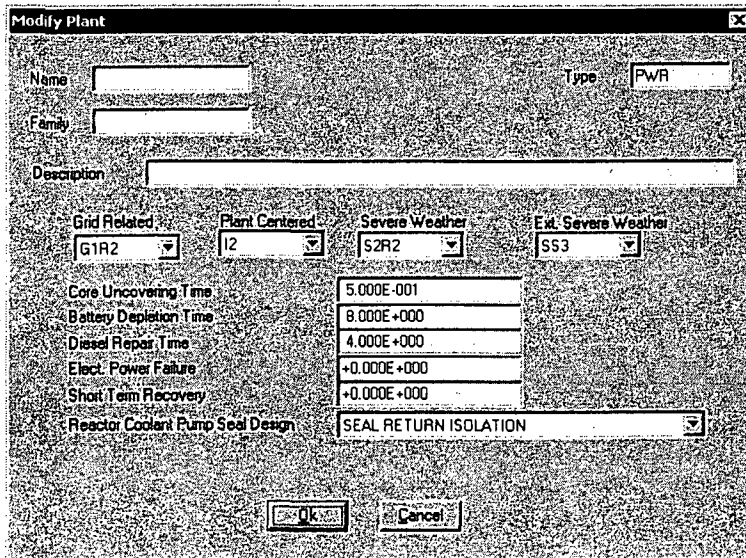 Modify Plant
Name
Type PWR
Family
Description
Grid Related Plant Centered Severe Weather Ext. Severe Weather
G1R2 I2 S2R2 SS3
Core Uncovering Time 5.000E-001
Battery Depletion Time 8.000E+000
Diesel Repair Time 4.000E+000
Elect. Power Failure +0.000E+000
Short Term Recovery +0.000E+000
Reactor Coolant Pump Seal Design SEAL RETURN ISOLATION
Ok Cancel